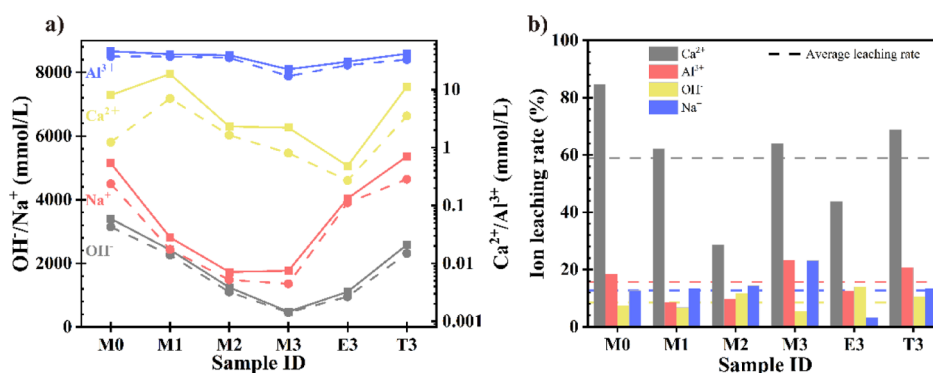 a)
OH⁻/Na⁺ (mmol/L)
8000
6000
4000
2000
0
Al³⁺
Ca²⁺
Na⁺
OH⁻
10
1
0.1
0.01
0.001
Ca²⁺/Al³⁺ (mmol/L)
M0 M1 M2 M3 E3 T3
Sample ID
b)
Ion leaching rate (%)
100
80
60
40
20
0
Ca²⁺
Al³⁺
OH⁻
Na⁺
Average leaching rate
M0 M1 M2 M3 E3 T3
Sample ID